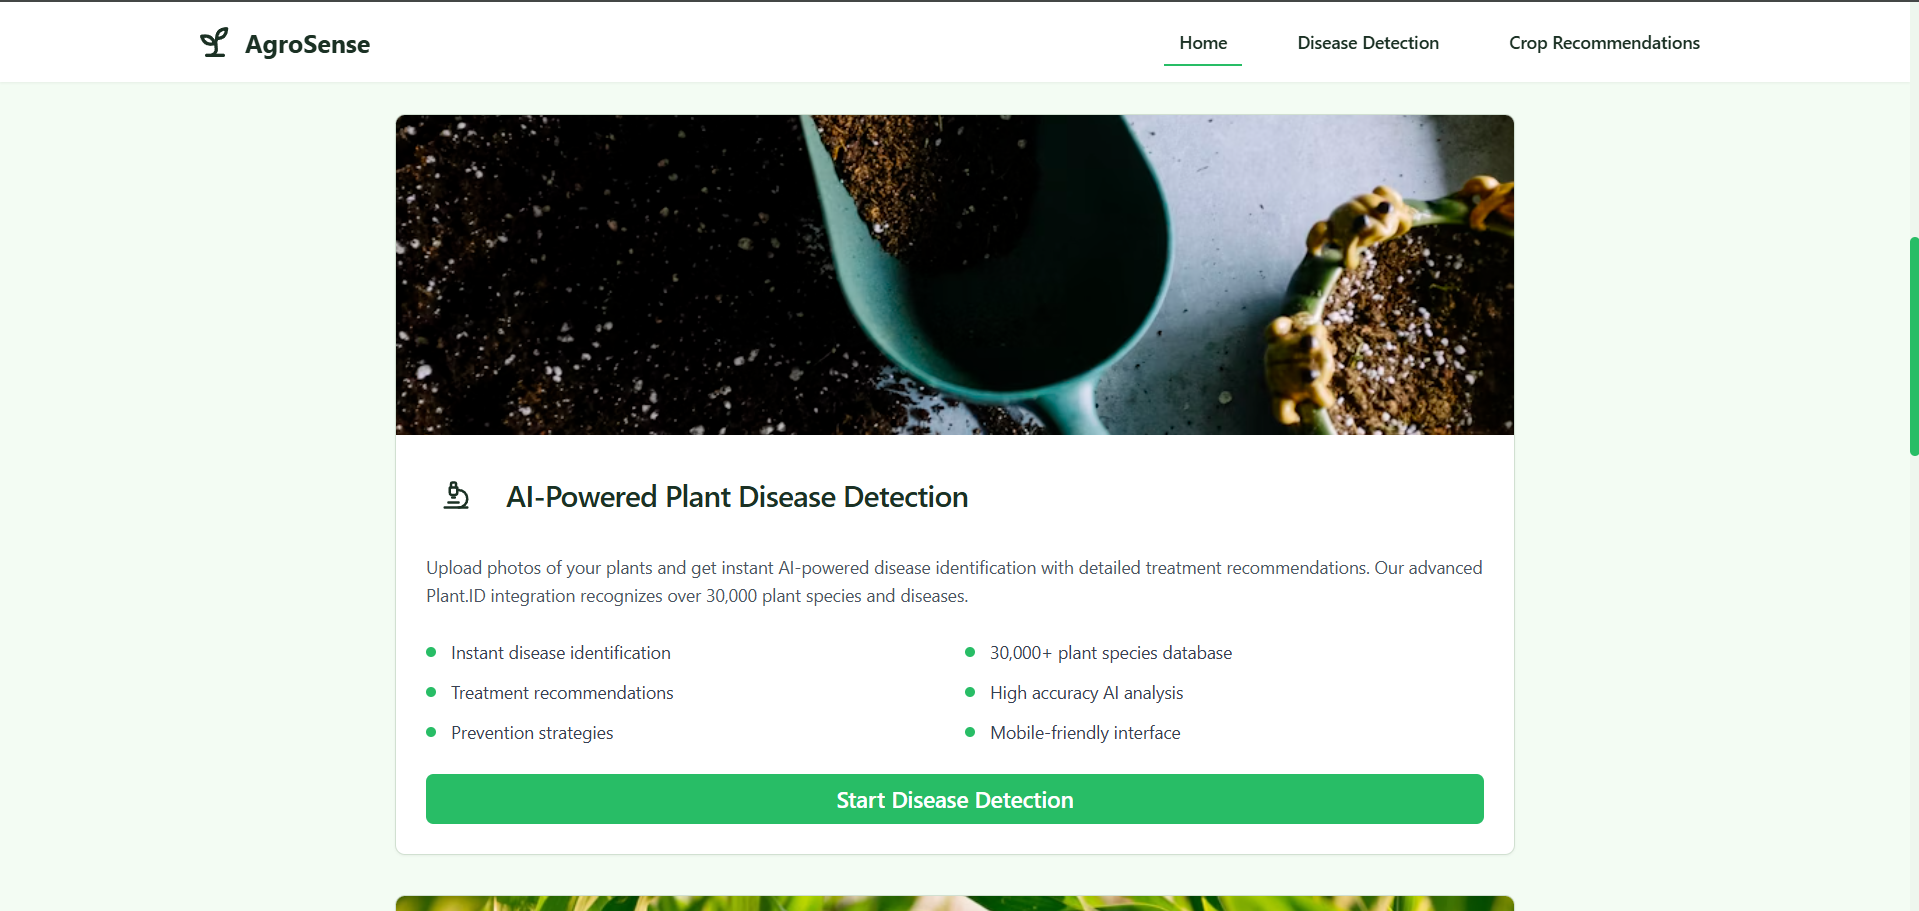 AgroSense
Home
Disease Detection
Crop Recommendations
AI-Powered Plant Disease Detection
Upload photos of your plants and get instant AI-powered disease identification with detailed treatment recommendations. Our advanced
Plant.ID integration recognizes over 30,000 plant species and diseases.
Instant disease identification
30,000+ plant species database
Treatment recommendations
High accuracy AI analysis
Prevention strategies
Mobile-friendly interface
Start Disease Detection